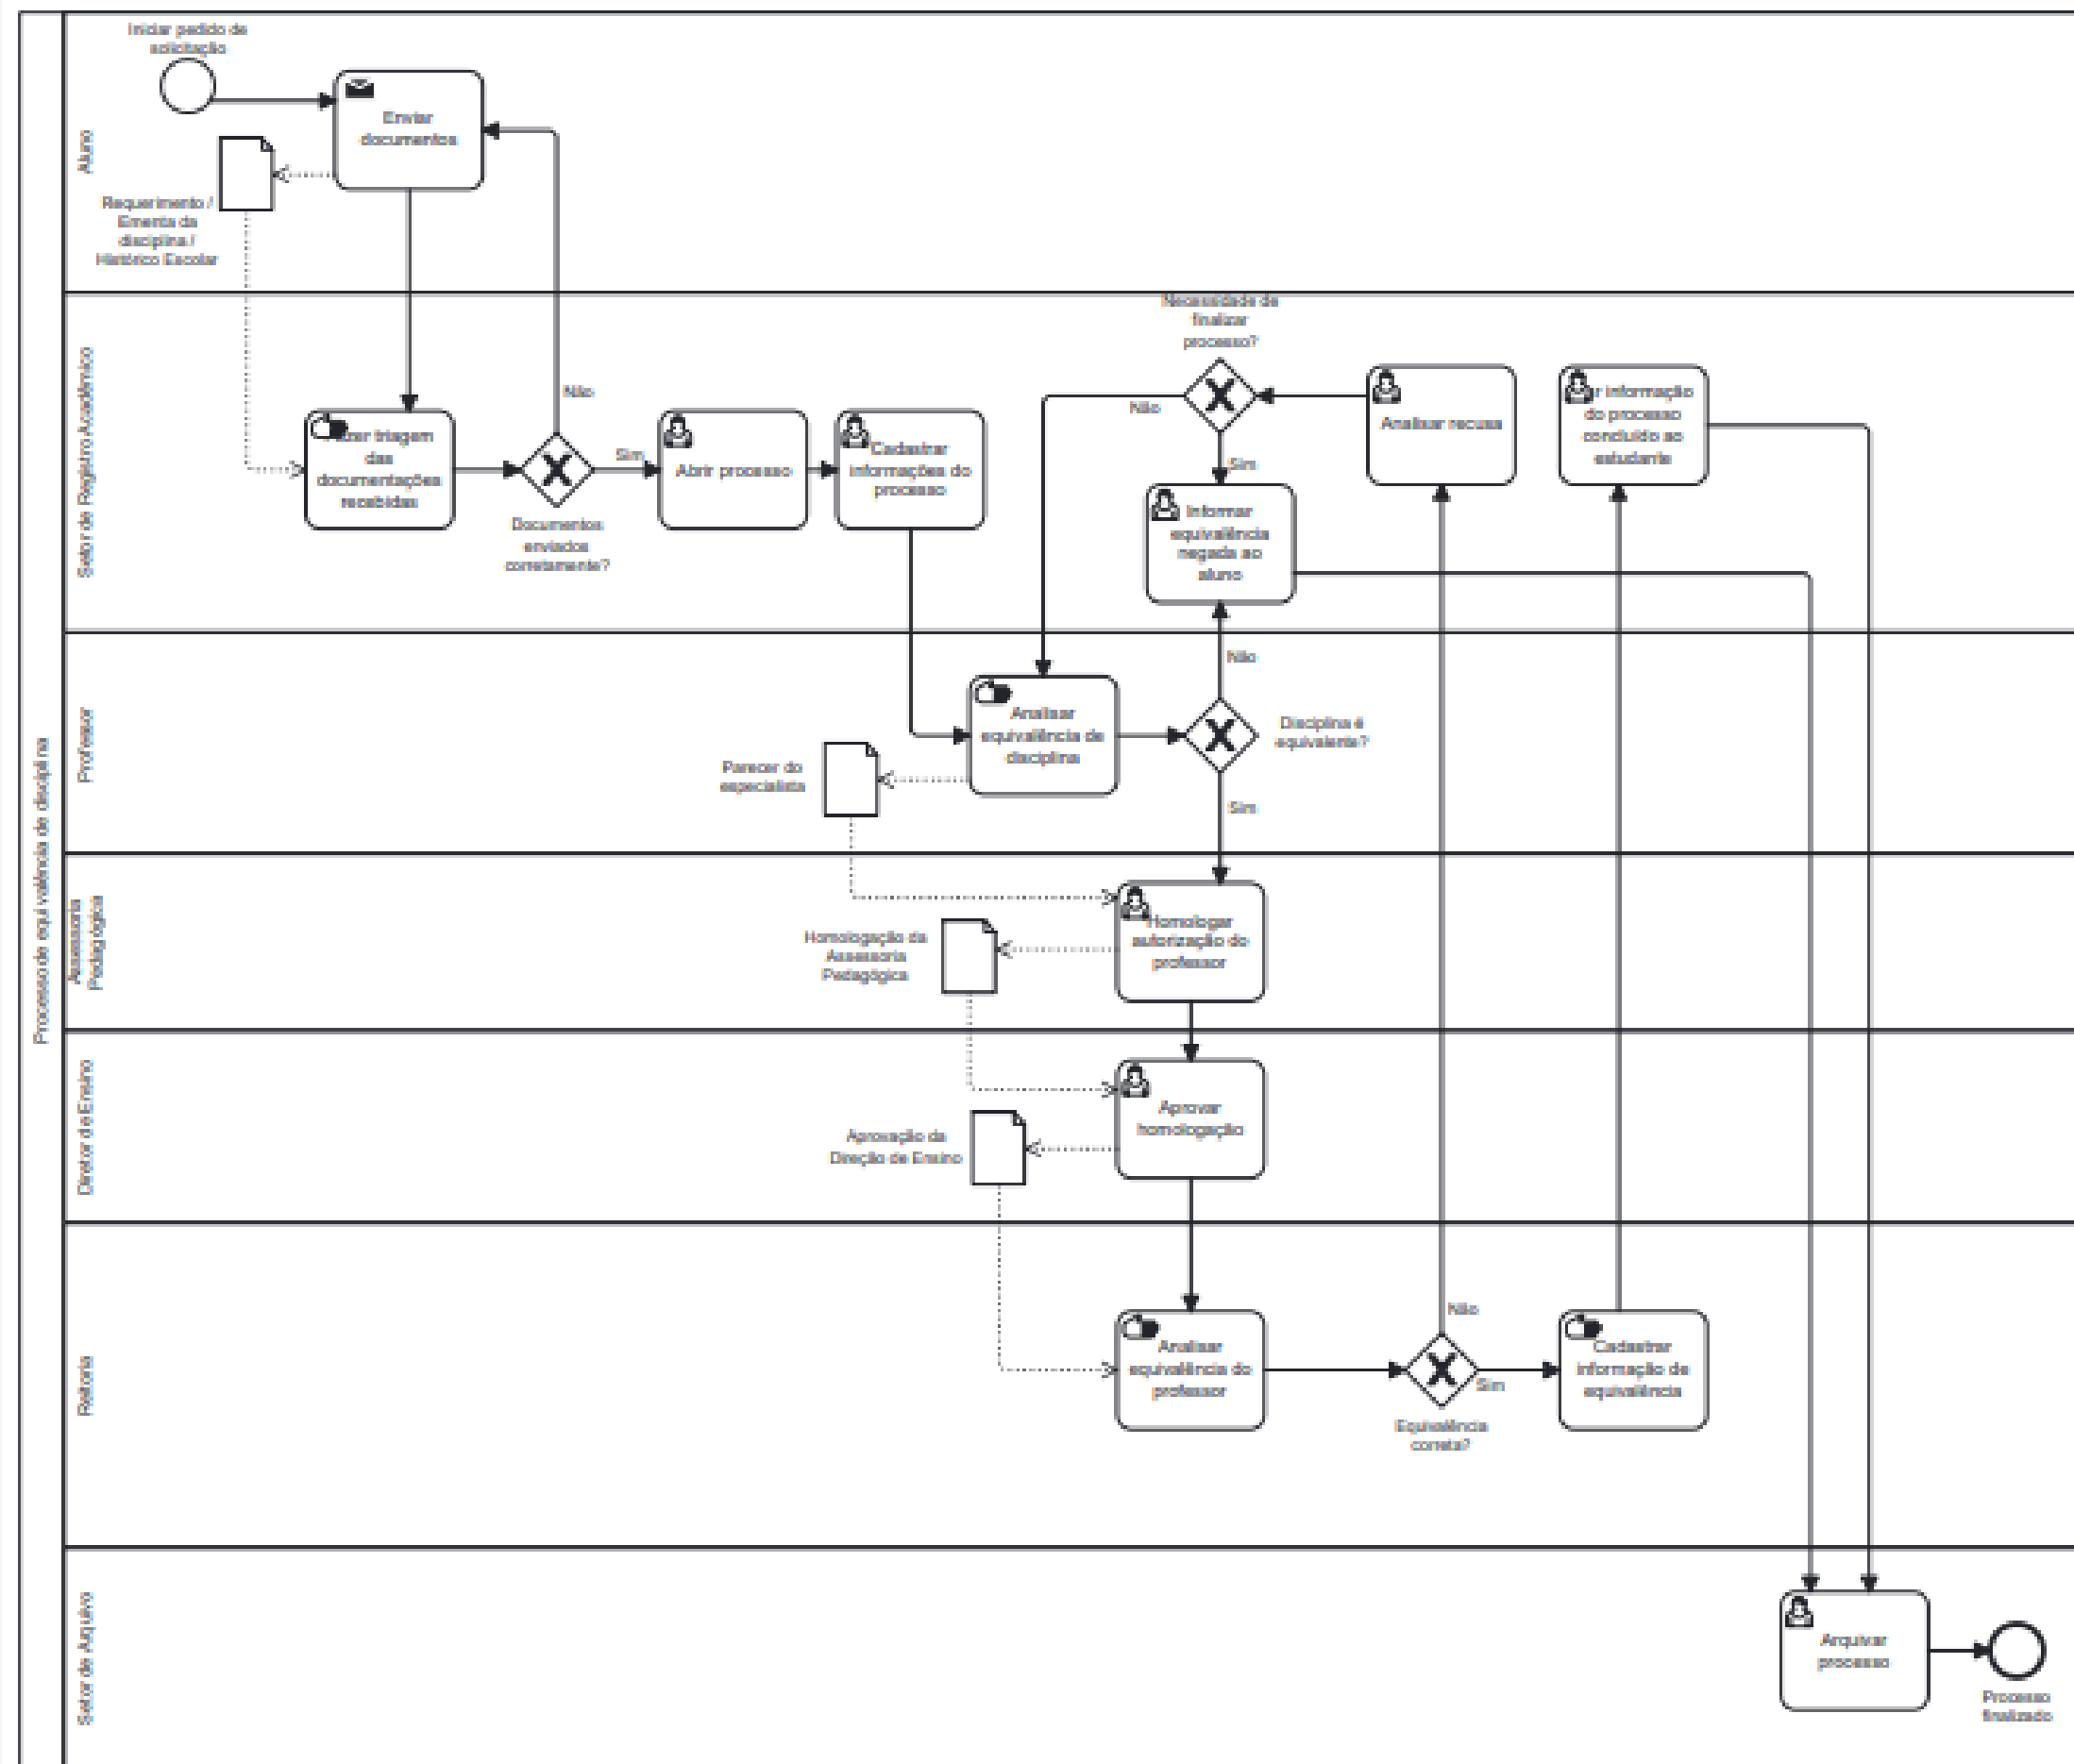 Processo de equivalência de disciplina
Aluno
Iniciar pedido de
solicitação
Enviar
documentos
Requerimento /
Ementa da
disciplina /
Histórico Escolar
Setor de Registro Acadêmico
triagem
das
documentações
recebidas
Não
Sim
Documentos
enviados
corretamente?
Abrir processo
Cadastrar
informações do
processo
Necessidade de
finalizar
processo?
Não
Sim
Analisar recusa
informação
do processo
concluído ao
estudante
Informar
equivalência
negada ao
aluno
Professor
Analisar
equivalência de
disciplina
Não
Disciplina é
equivalente?
Sim
Parecer do
especialista
Assessoria
Pedagógica
Homologar
autorização do
professor
Homologação da
Assessoria
Pedagógica
Diretor de Ensino
Aprovar
homologação
Aprovação da
Direção de Ensino
Reitoria
Analisar
equivalência do
professor
Não
Sim
Equivalência
correta?
Cadastrar
informação de
equivalência
Setor de Arquivo
Arquivar
processo
Processo
finalizado